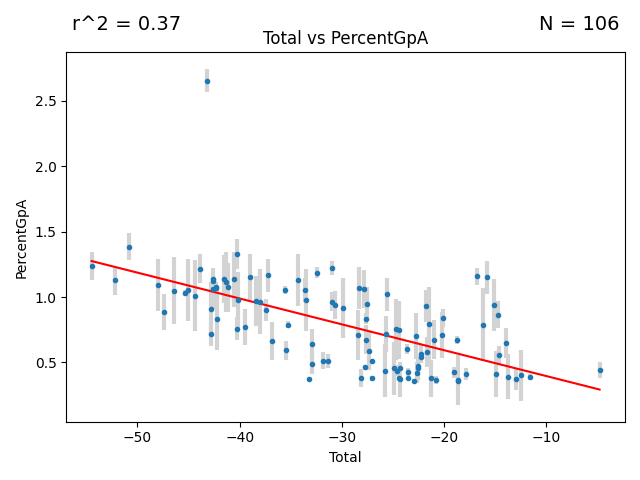 r^2 = 0.37
N = 106
Total vs PercentGpA
PercentGpA
2.5
2.0
1.5
1.0
0.5
−50
−40
−30
−20
−10
Total